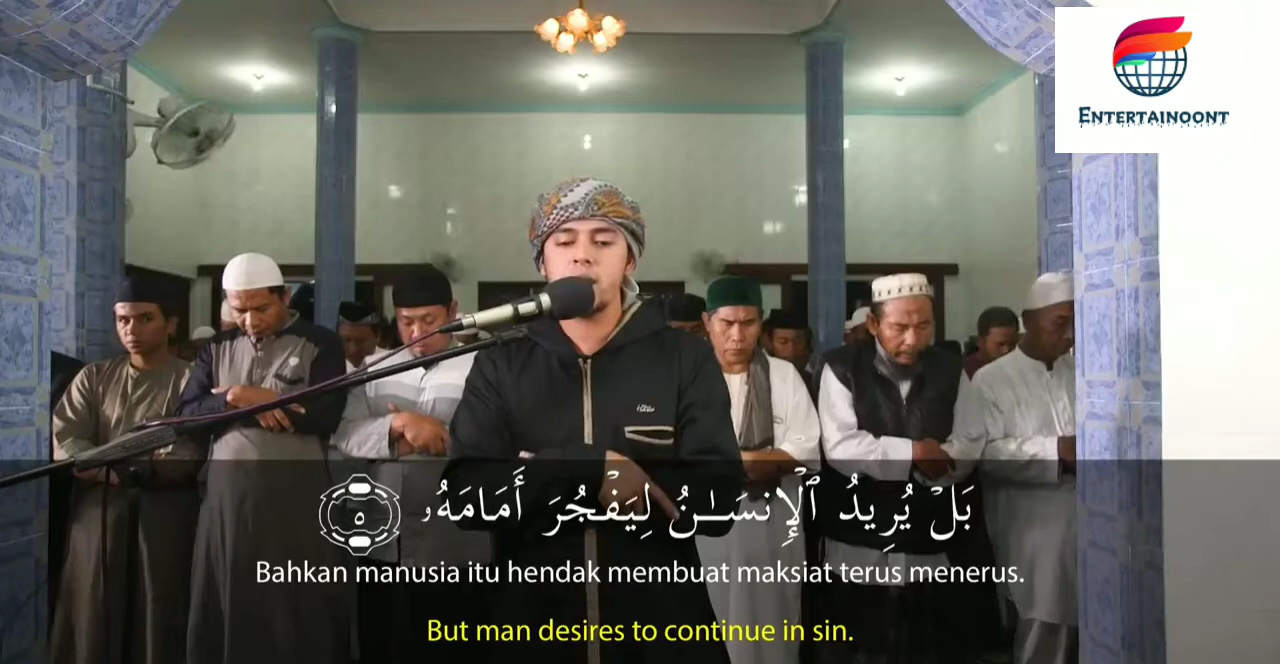 ENTERTAINOONT
بَلْ يُرِيدُ ٱلْإِنسَـٰنُ لِيَفْجُرَ أَمَامَهُۥ ٥
Bahkan manusia itu hendak membuat maksiat terus menerus.
But man desires to continue in sin.